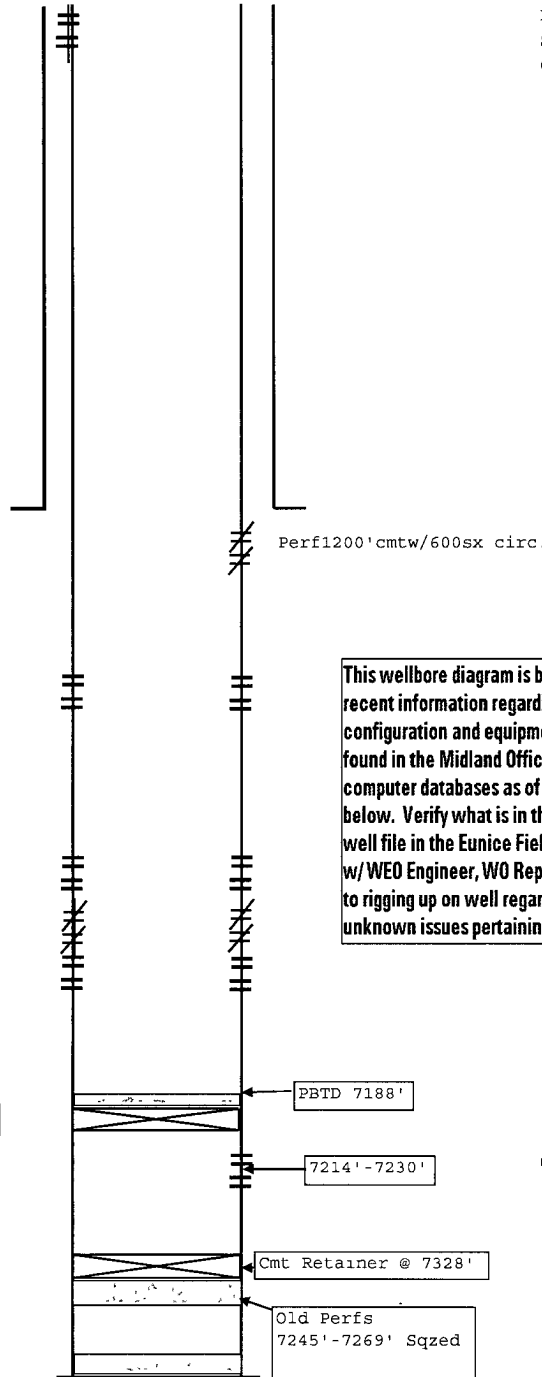 Perf1200'cmtw/600sx circ.
This wellbore diagram is b
recent information regard
configuration and equipme
found in the Midland Offic
computer databases as of
below. Verify what is in th
well file in the Eunice Fiel
w/ WEO Engineer, WO Rep
to rigging up on well regar
unknown issues pertainin
PBTD 7188'
7214'-7230'
Cmt Retainer @ 7328'
Old Perfs
7245'-7269' Sqzed